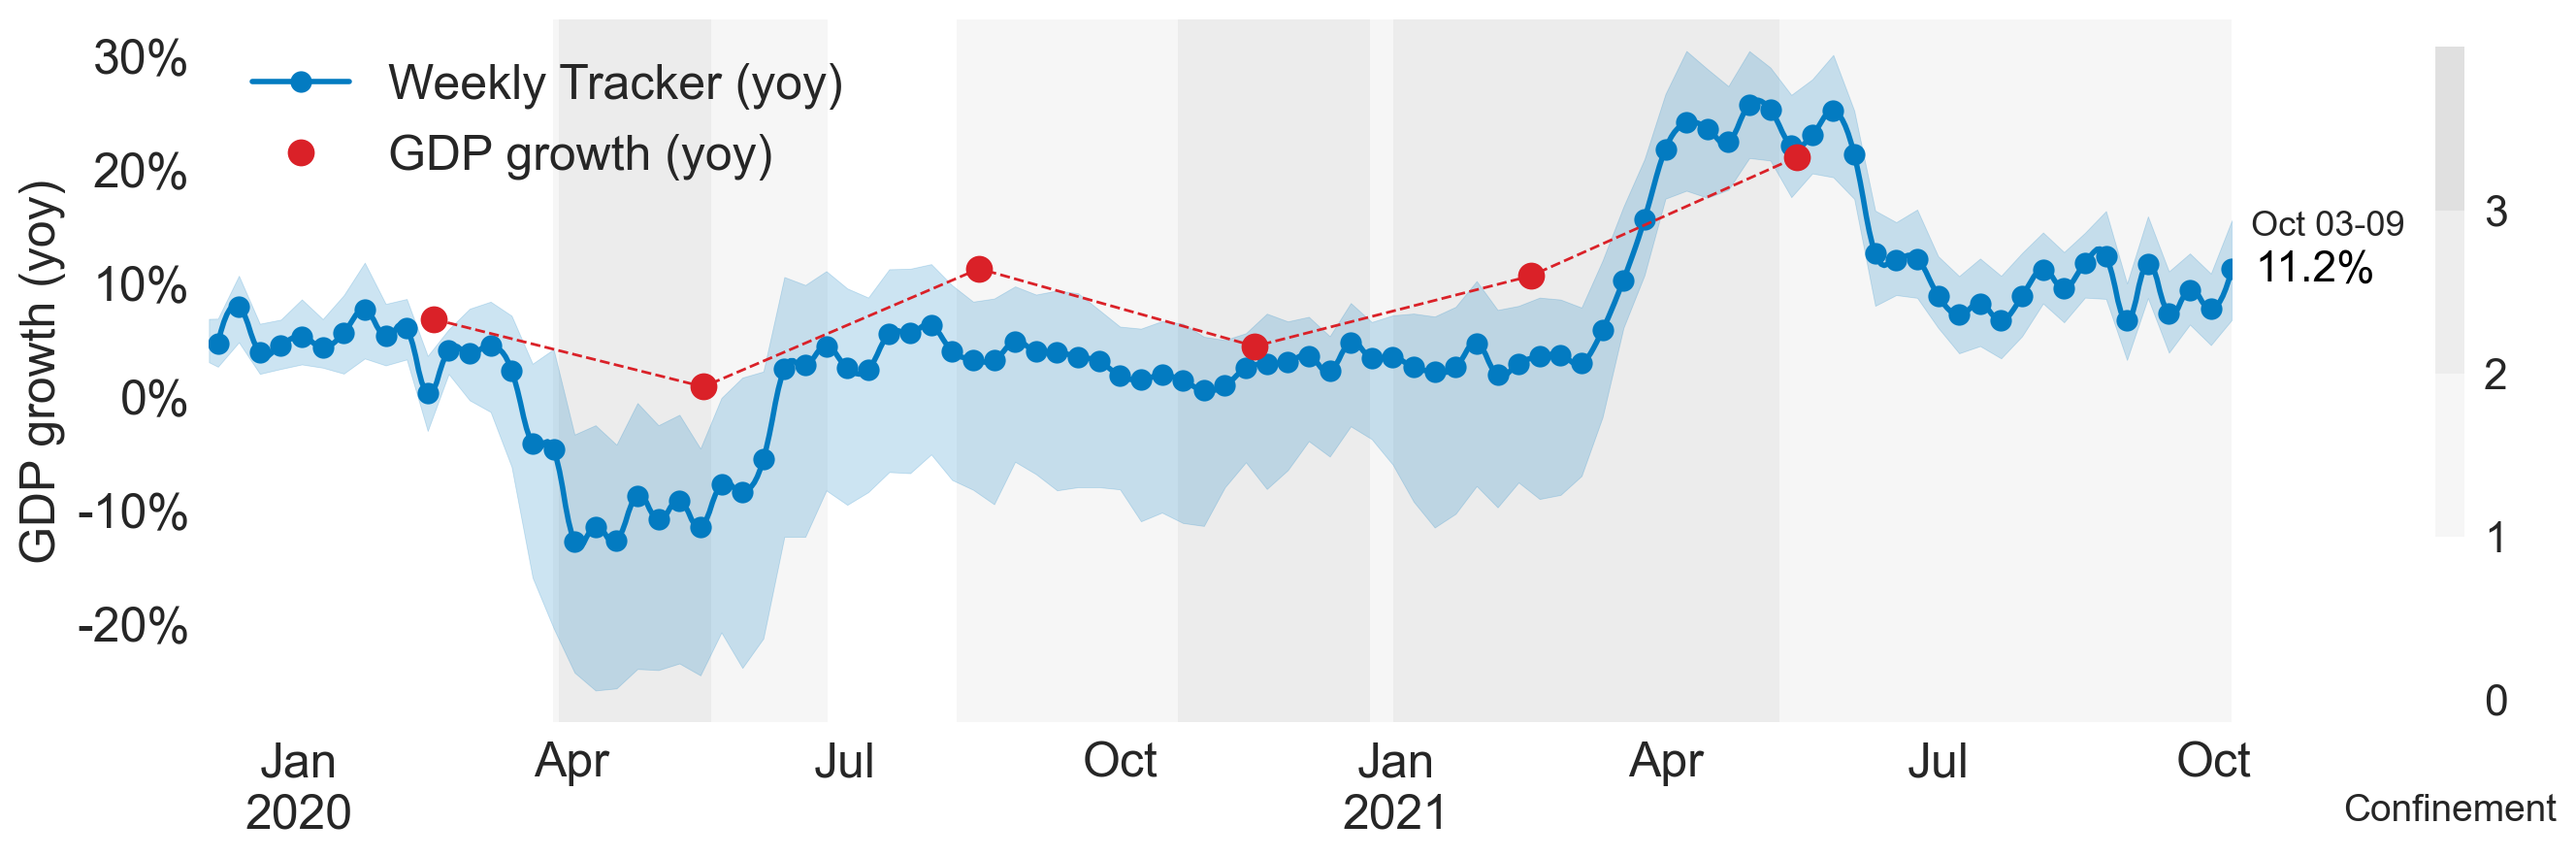 Weekly Tracker (yoy)
GDP growth (yoy)
GDP growth (yoy)
30%
20%
10%
0%
-10%
-20%
Jan
2020
Apr
Jul
Oct
Jan
2021
Apr
Jul
Oct
Oct 03-09
11.2%
3
2
1
0
Confinement